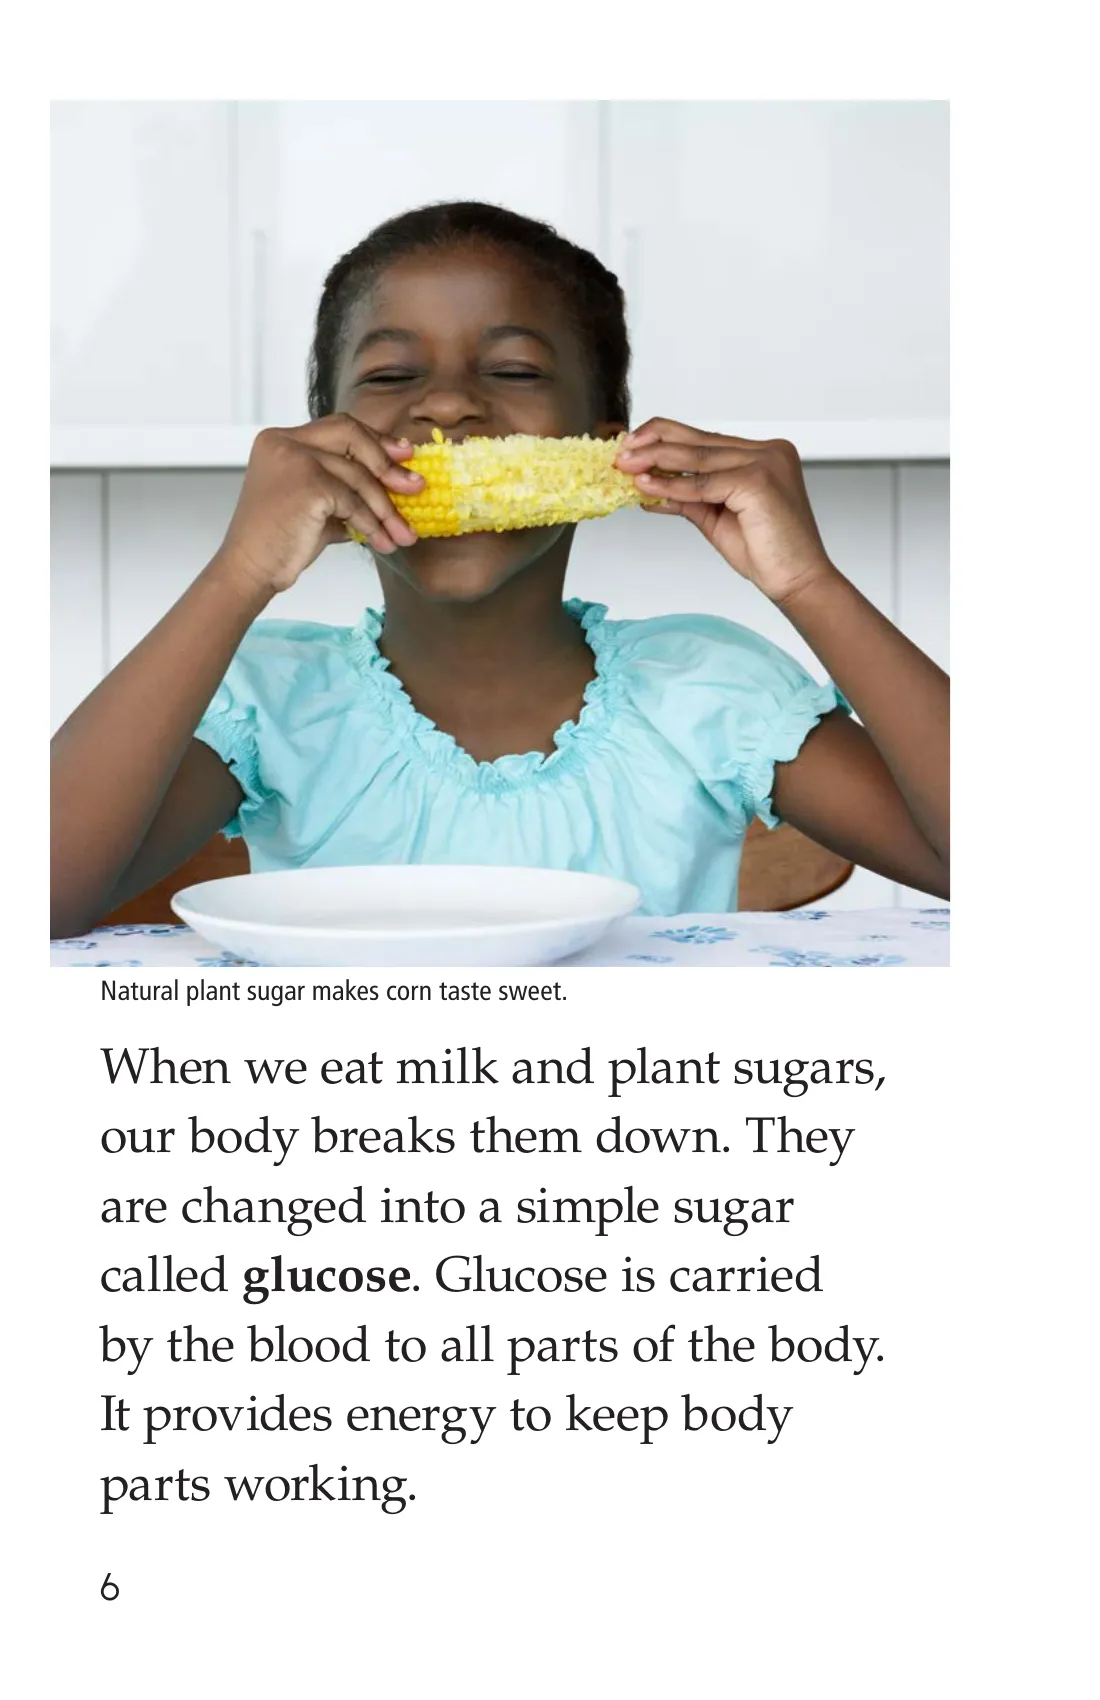 Natural plant sugar makes corn taste sweet.
When we eat milk and plant sugars,
our body breaks them down. They
are changed into a simple sugar
called glucose. Glucose is carried
by the blood to all parts of the body.
It provides energy to keep body
parts working.
6